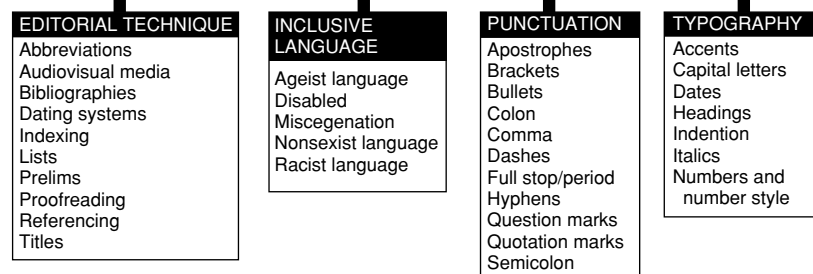 EDITORIAL TECHNIQUE
Abbreviations
Audiovisual media
Bibliographies
Dating systems
Indexing
Lists
Prelims
Proofreading
Referencing
Titles
INCLUSIVE
LANGUAGE
Ageist language
Disabled
Miscegenation
Nonsexist language
Racist language
PUNCTUATION
Apostrophes
Brackets
Bullets
Colon
Comma
Dashes
Full stop/period
Hyphens
Question marks
Quotation marks
Semicolon
TYPOGRAPHY
Accents
Capital letters
Dates
Headings
Indention
Italics
Numbers and
number style